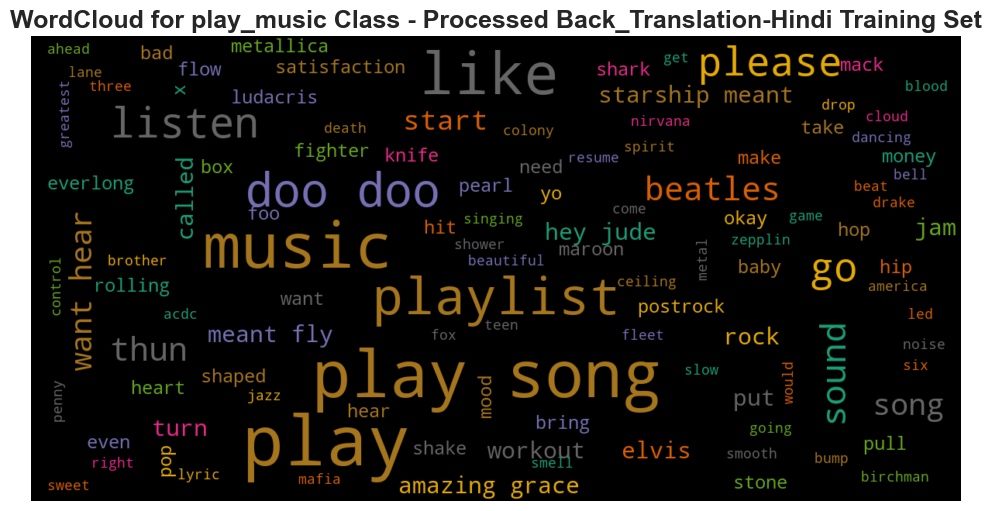 WordCloud for play_music Class - Processed Back_Translation-Hindi Training Set
ahead
bad
metallica
like
get
please
mack
lane
flow
satisfaction
shark
three
x
ludacris
starship meant
blood
greatest
listen
death
start
colony
nirvana
drop
cloud
take
dancing
fighter
knife
spirit
box
need
resume
make
money
everlong
called
doo doo
pearl
yo
beatles
bell
beat
foo
drake
want hear
hit
singing
come
hey jude
okay
game
hop
jam
music
shower
maroon
metal
zepplin
brother
beautiful
go
control
rolling
want
playlist
ceiling
baby
hip
america
acdc
postrock
led
thun
meant fly
fox
teen
fleet
rock
sound
noise
six
penny
heart
shaped
play song
slow
would
jazz
mood
hear
put
song
turn
bring
going
even
play
shake
workout
elvis
pull
right
pop
lyric
smell
smooth
bump
birchman
sweet
mafia
amazing grace
stone